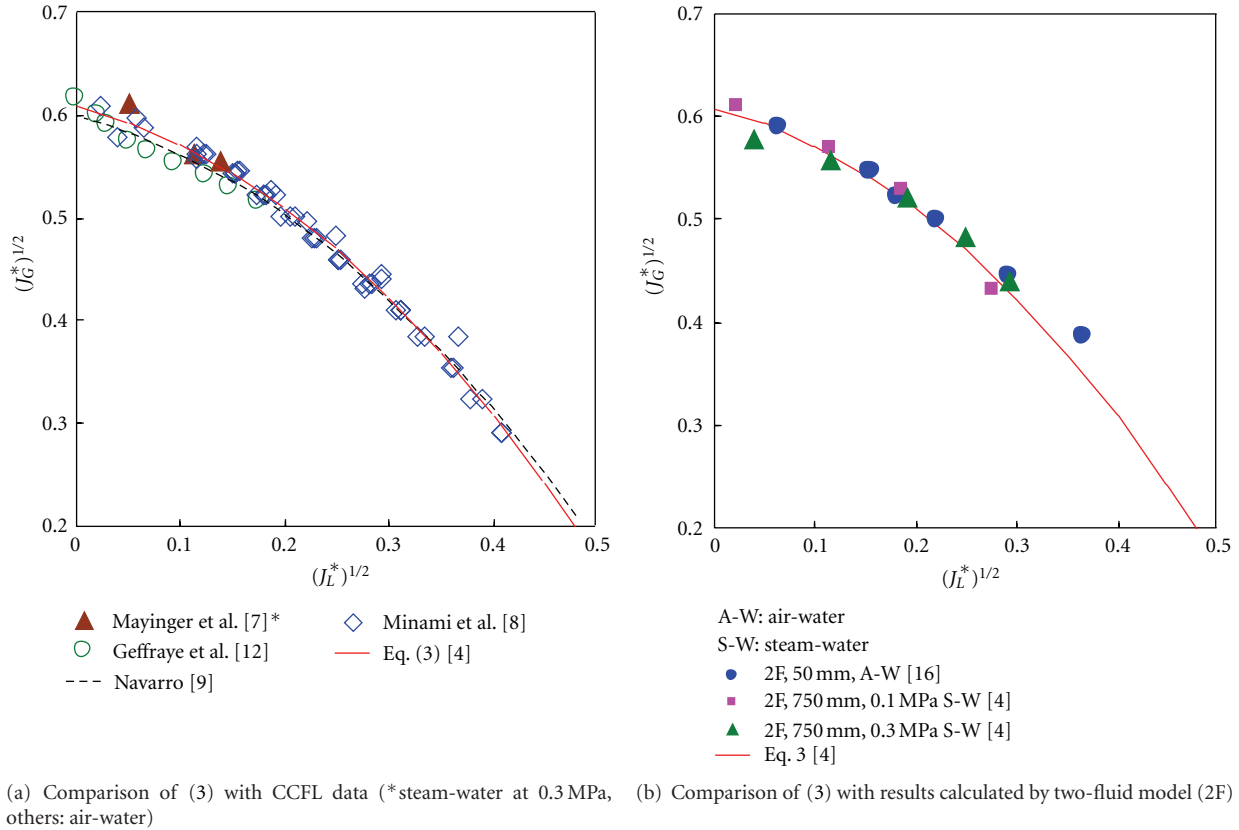 0.7
0.6
0.5
0.4
0.3
0.2
0 0.1 0.2 0.3 0.4 0.5
(J_G^*)^{1/2}
(J_L^*)^{1/2}
Mayinger et al. [7]* Minami et al. [8]
Geffraye et al. [12] Eq. (3) [4]
Navarro [9]
(a) Comparison of (3) with CCFL data (*steam-water at 0.3 MPa,
others: air-water)
0.7
0.6
0.5
0.4
0.3
0.2
0 0.1 0.2 0.3 0.4 0.5
(J_G^*)^{1/2}
(J_L^*)^{1/2}
A-W: air-water
S-W: steam-water
2F, 50 mm, A-W [16]
2F, 750 mm, 0.1 MPa S-W [4]
2F, 750 mm, 0.3 MPa S-W [4]
Eq. 3 [4]
(b) Comparison of (3) with results calculated by two-fluid model (2F)